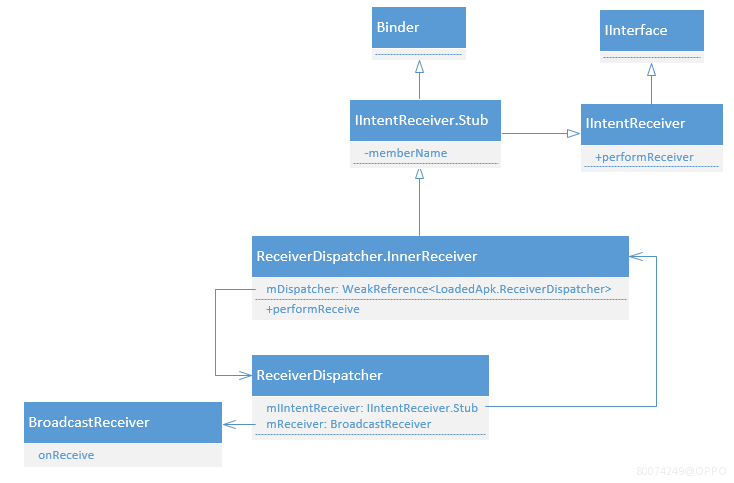 Binder
IInterface
IIntentReceiver.Stub
-memberName
IIntentReceiver
+performReceiver
ReceiverDispatcher.InnerReceiver
mDispatcher: WeakReference<LoadedApk.ReceiverDispatcher>
+performReceive
ReceiverDispatcher
mIIntentReceiver: IIntentReceiver.Stub
mReceiver: BroadcastReceiver
BroadcastReceiver
onReceive
80074249@OPPO